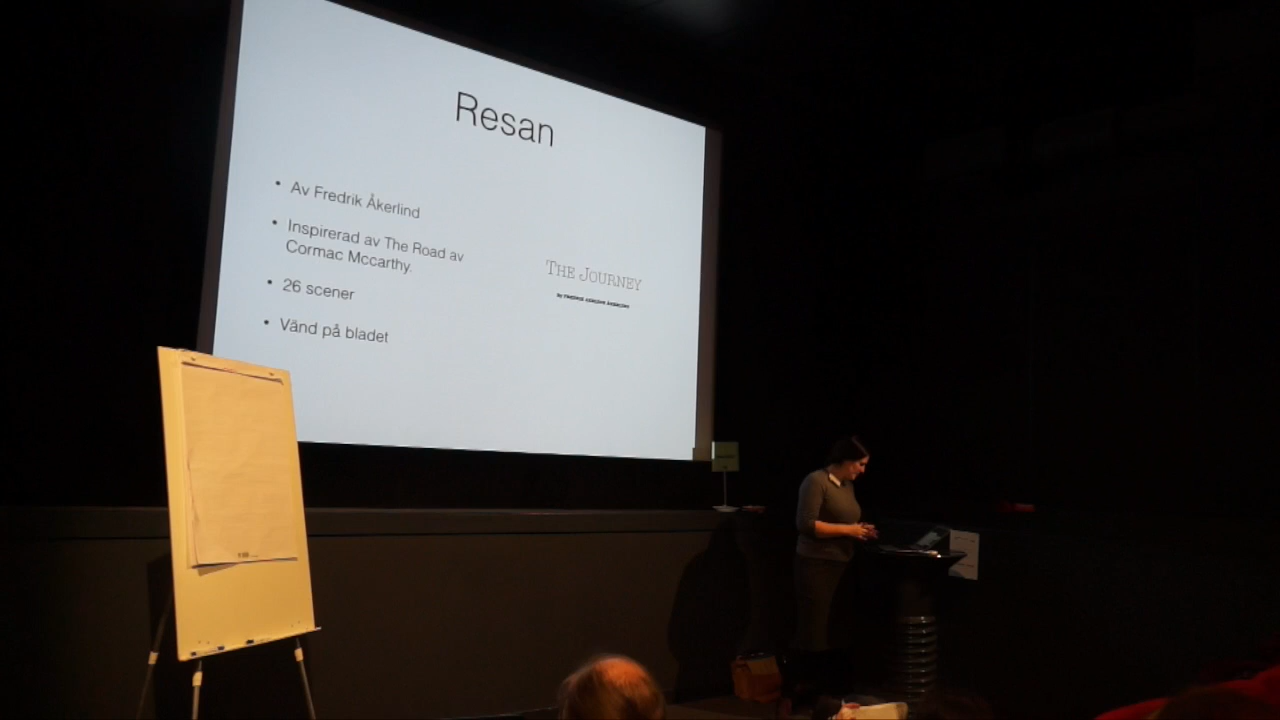 Resan
• Av Fredrik Åkerlind
• Inspirerad av The Road av
Cormac Mccarthy.
• 26 scener
• Vänd på bladet
THE JOURNEY